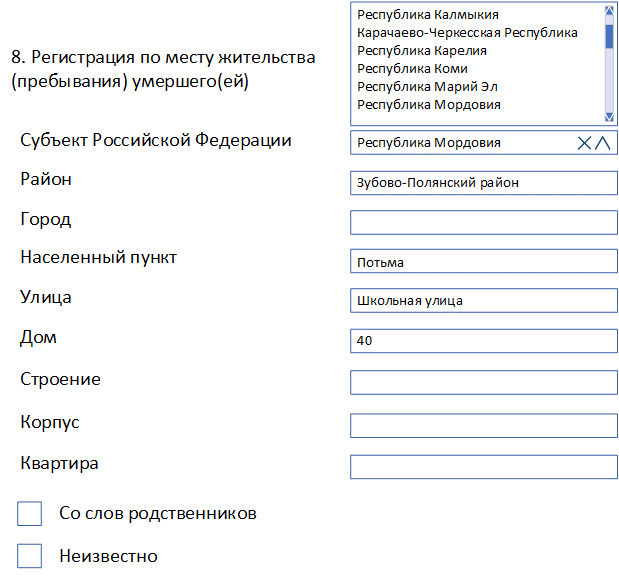 Республика Калмыкия
Карачаево-Черкесская Республика
8. Регистрация по месту жительства
(пребывания) умершего(ей)
Республика Карелия
Республика Коми
Республика Марий Эл
Республика Мордовия
Субъект Российской Федерации
Республика Мордовия
Район
Зубово-Полянский район
Город
Населенный пункт
Потьма
Улица
Школьная улица
Дом
40
Строение
Корпус
Квартира
Со слов родственников
Неизвестно